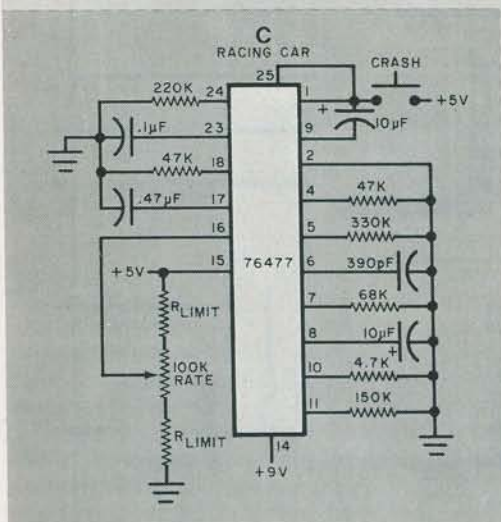 C
RACING CAR
25
CRASH
220K
24
1
+
+5V
.1µF
23
10µF
9
47K
18
2
.47µF
17
4
47K
16
5
330K
+5V
15
76477
6
390pF
7
68K
RLIMIT
8
10µF
+
100K
RATE
10
4.7K
11
150K
RLIMIT
14
+9V